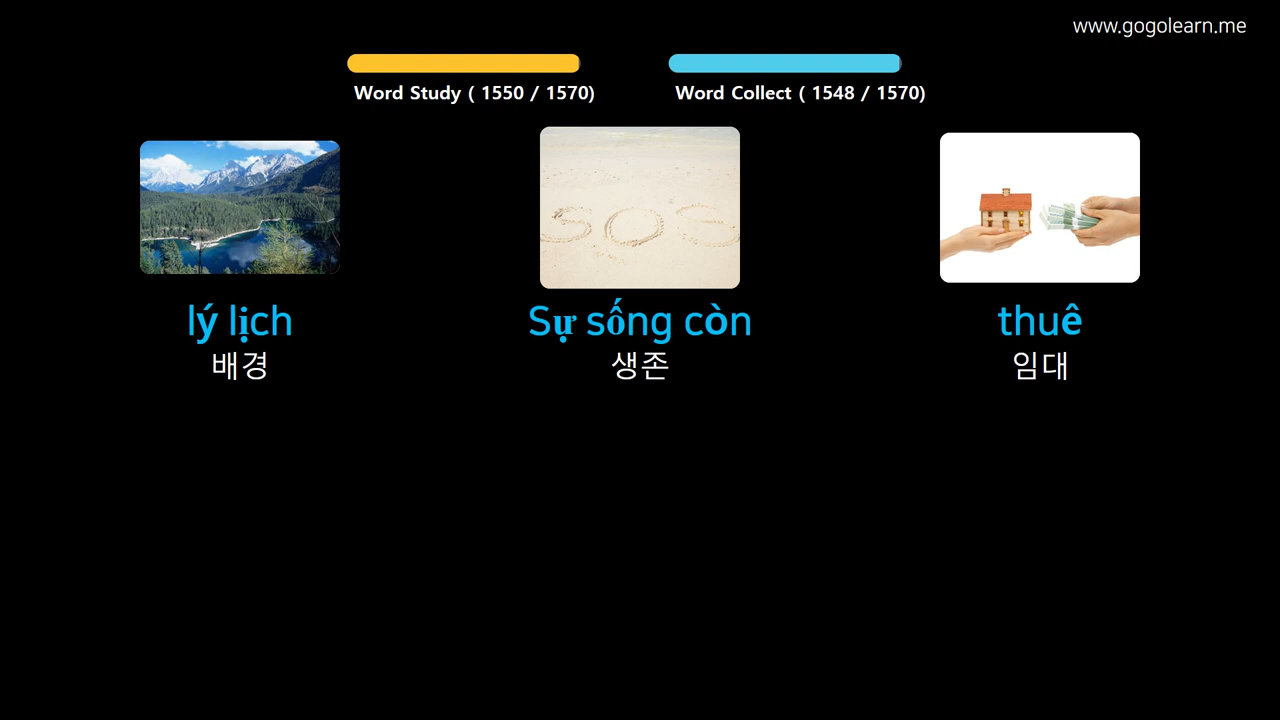 www.gogolearn.me
Word Study ( 1550 / 1570)
Word Collect ( 1548 / 1570)
SOS
lý lịch
Sự sống còn
thuê
배경
생존
임대